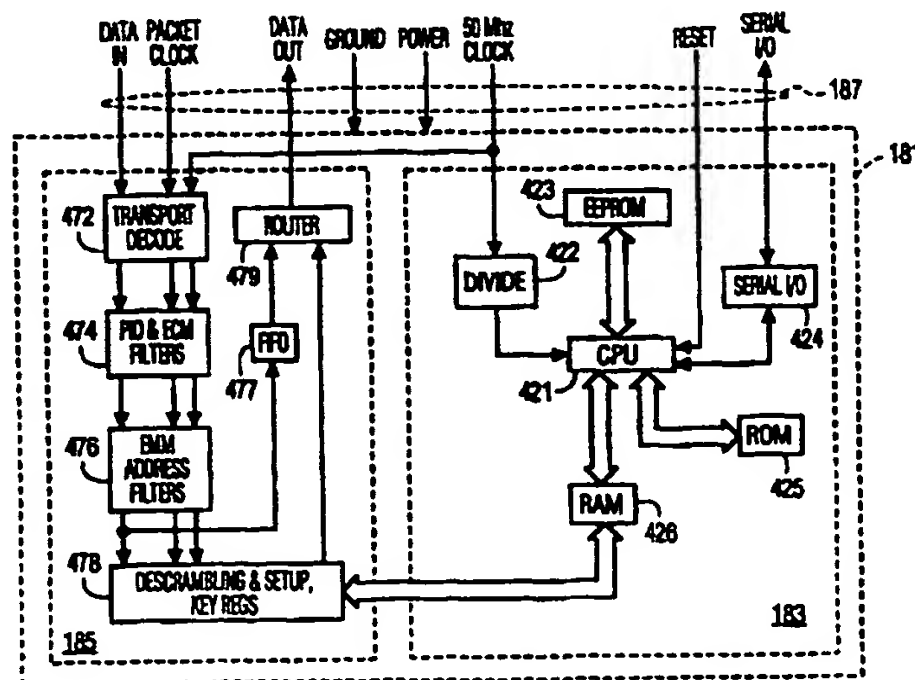 DATA IN
PACKET CLOCK
DATA OUT
GROUND
POWER
50 Mhz CLOCK
RESET
SERIAL I/O
187
181
472
TRANSPORT DECODE
ROUTER
479
423
EEPROM
422
DIVIDE
SERIAL I/O
424
474
PID & ECM FILTERS
FIFO
477
CPU
421
476
EMM ADDRESS FILTERS
ROM
425
RAM
426
478
DESCRAMBLING & SETUP, KEY REGS
185
183